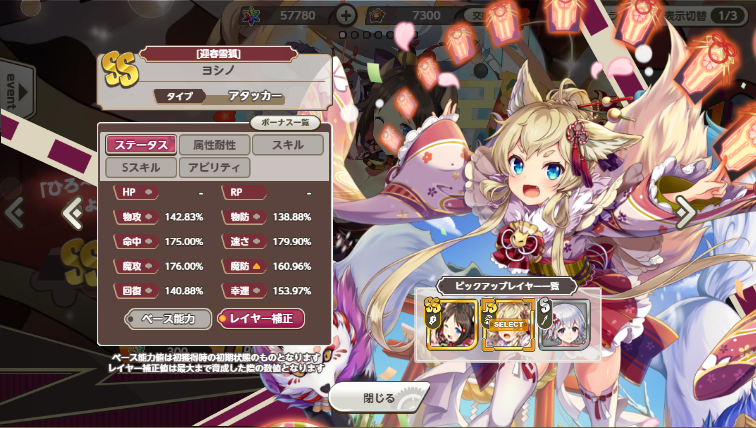 57780
7300
表示切替 1/3
event
SS
[迎春雪狐]
ヨシノ
タイプ アタッカー
ボーナス一覧
ステータス 属性耐性 スキル
Sスキル アビリティ
HP - RP -
物攻 142.83% 物防 138.88%
命中 175.00% 速さ 179.90%
魔攻 176.00% 魔防 160.96%
回復 140.88% 幸運 153.97%
ベース能力 レイヤー補正
ベース能力値は初獲得時の初期状態のものとなります
レイヤー補正値は最大まで育成した際の数値となります
ピックアップレイヤー一覧
SS SS S
SELECT
閉じる